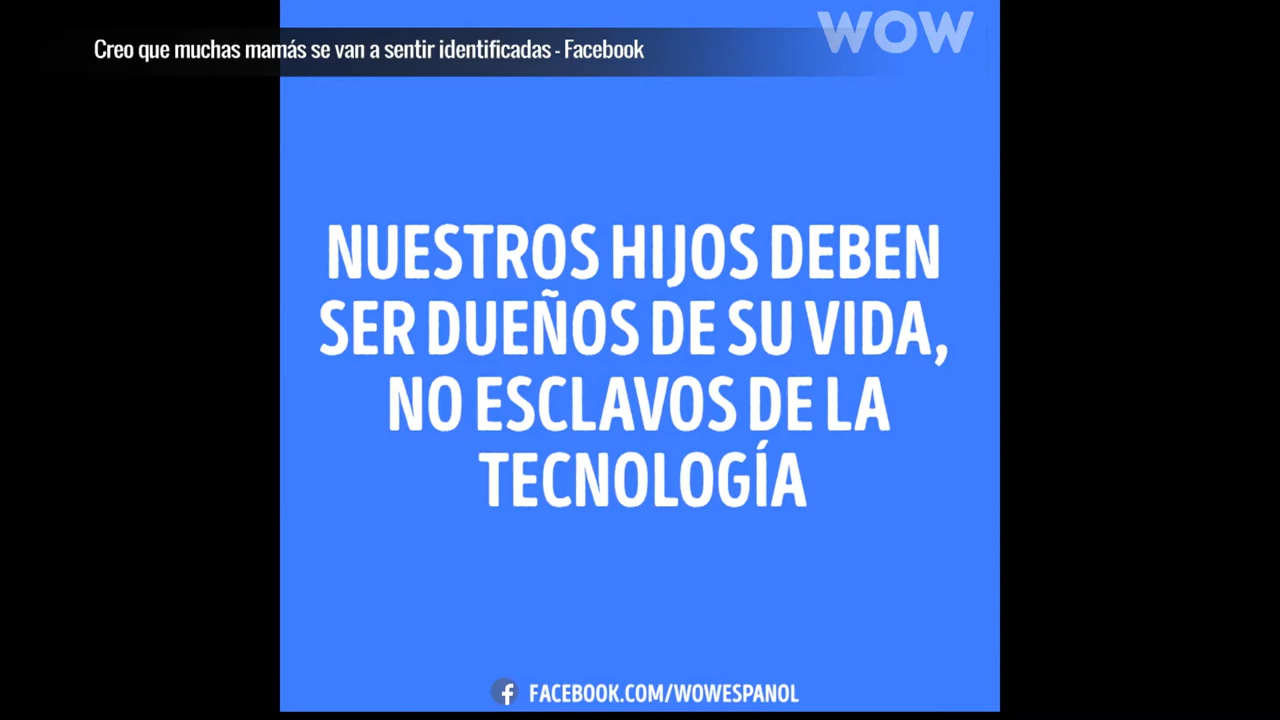 WOW
Creo que muchas mamás se van a sentir identificadas - Facebook
NUESTROS HIJOS DEBEN
SER DUEÑOS DE SU VIDA,
NO ESCLAVOS DE LA
TECNOLOGÍA
FACEBOOK.COM/WOWESPANOL